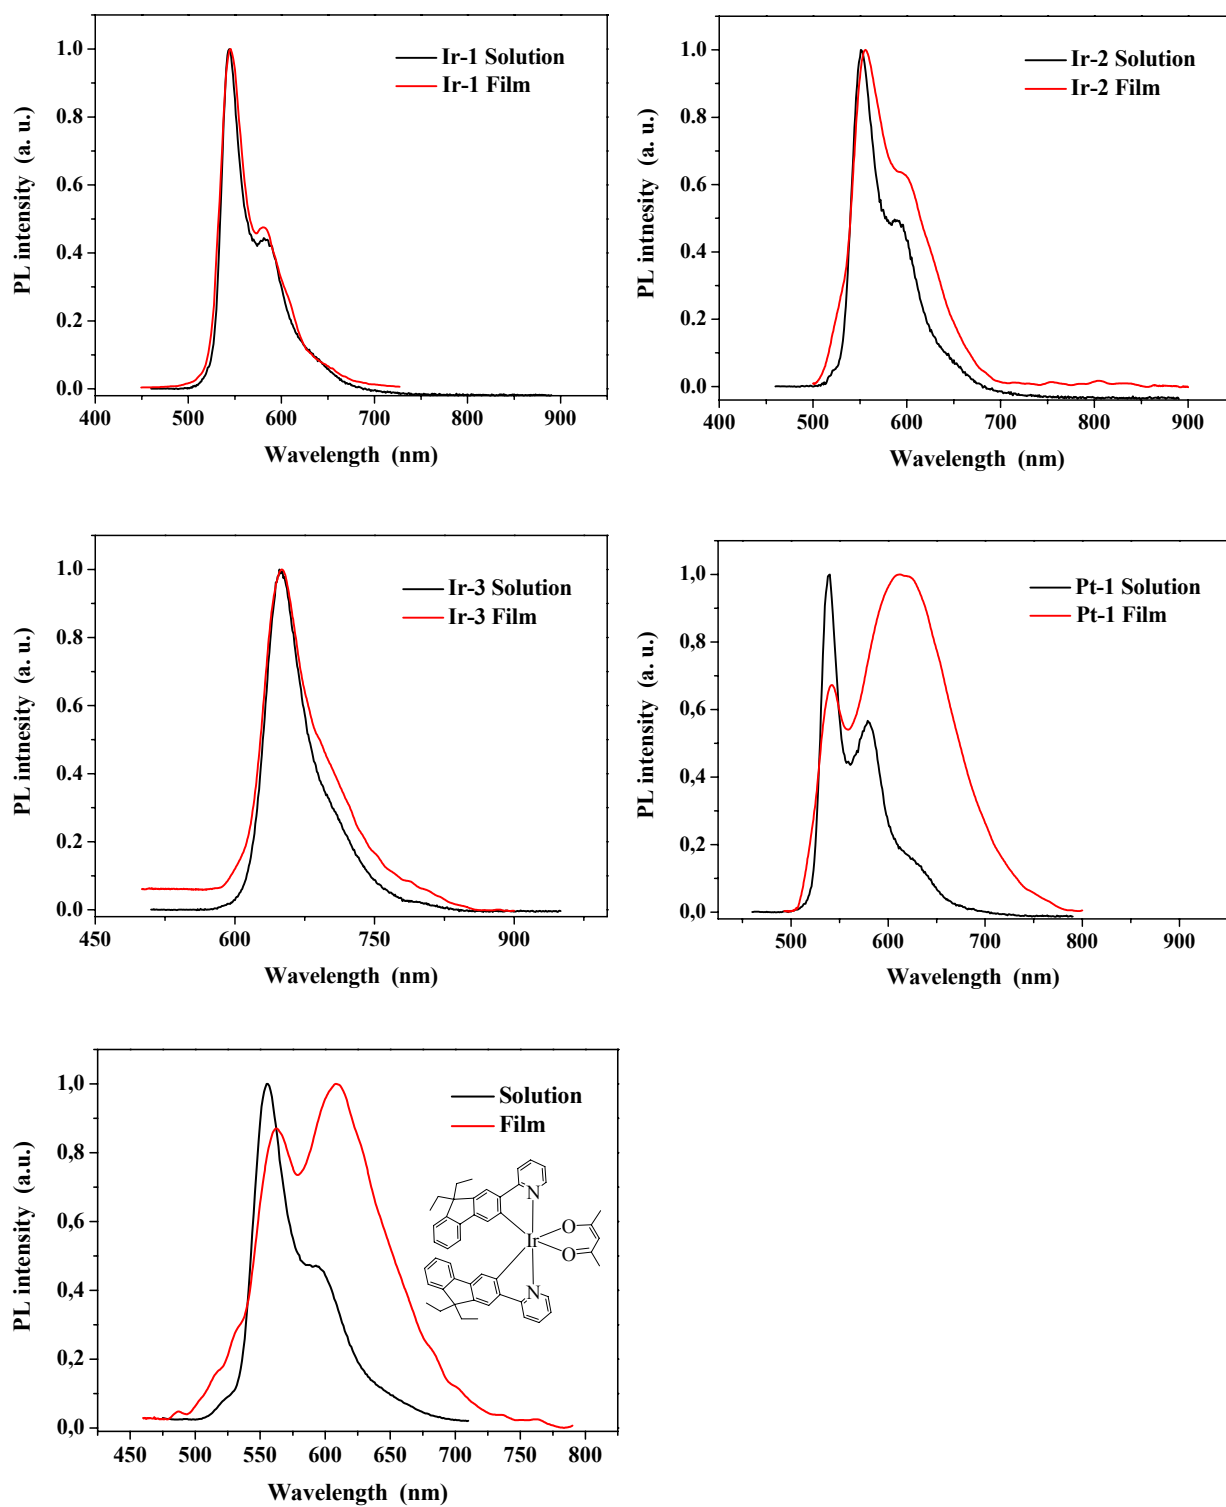 Ir-1 Solution
Ir-1 Film
PL intensity (a. u.)
1.0
0.8
0.6
0.4
0.2
0.0
400 500 600 700 800 900
Wavelength (nm)
Ir-2 Solution
Ir-2 Film
PL intnesity (a. u.)
1.0
0.8
0.6
0.4
0.2
0.0
400 500 600 700 800 900
Wavelength (nm)
Ir-3 Solution
Ir-3 Film
PL intnesity (a. u.)
1.0
0.8
0.6
0.4
0.2
0.0
450 600 750 900
Wavelength (nm)
Pt-1 Solution
Pt-1 Film
PL intensity (a. u.)
1,0
0,8
0,6
0,4
0,2
0,0
500 600 700 800 900
Wavelength (nm)
Solution
Film
PL intensity (a.u.)
1,0
0,8
0,6
0,4
0,2
0,0
450 500 550 600 650 700 750 800
Wavelength (nm)
N
O
Ir
O
N